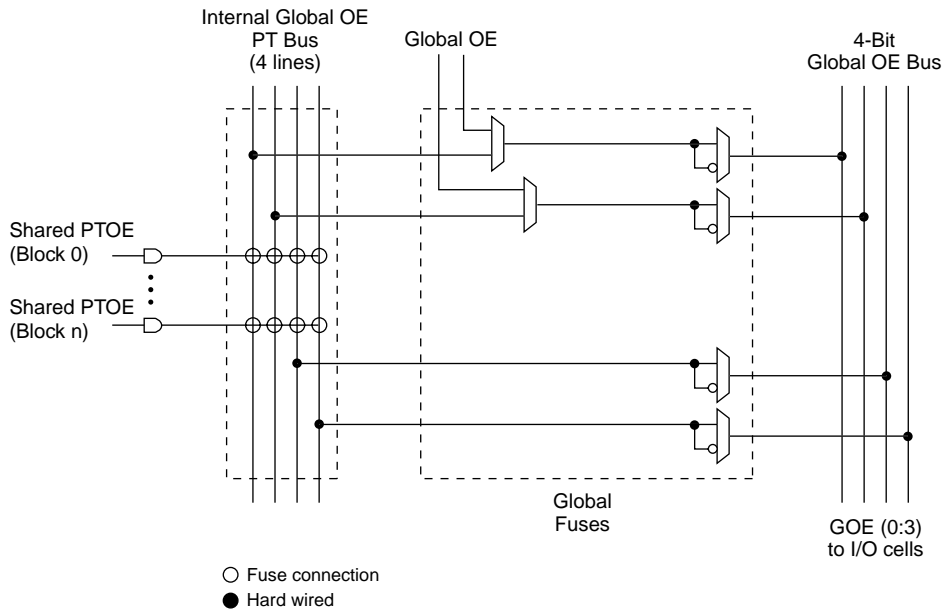 Internal Global OE
PT Bus
(4 lines)
Global OE
4-Bit
Global OE Bus
Shared PTOE
(Block 0)
Shared PTOE
(Block n)
Global
Fuses
GOE (0:3)
to I/O cells
Fuse connection
Hard wired